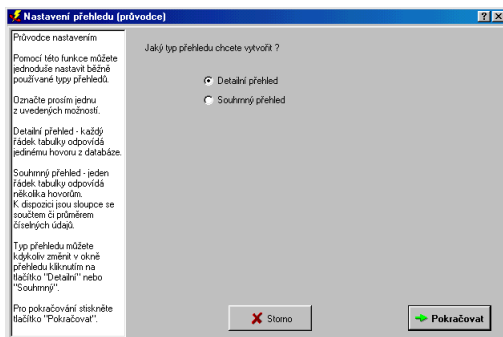 Nastavení přehledu (průvodce)
Průvodce nastavením
Pomocí této funkce můžete
jednoduše nastavit běžně
používané typy přehledů.
Označte prosím jednu
z uvedených možností.
Detailní přehled - každý
řádek tabulky odpovídá
jedinému hovoru z databáze.
Souhrnný přehled - jeden
řádek tabulky odpovídá
několika hovorům.
K dispozici jsou sloupce se
součtem či průměrem
číselných údajů.
Typ přehledu můžete
kdykoliv změnit v okně
přehledu kliknutím na
tlačítko "Detailní" nebo
"Souhrnný".
Pro pokračování stiskněte
tlačítko "Pokračovat".
Jaký typ přehledu chcete vytvořit ?
Detailní přehled
Souhrnný přehled
Storno
Pokračovat